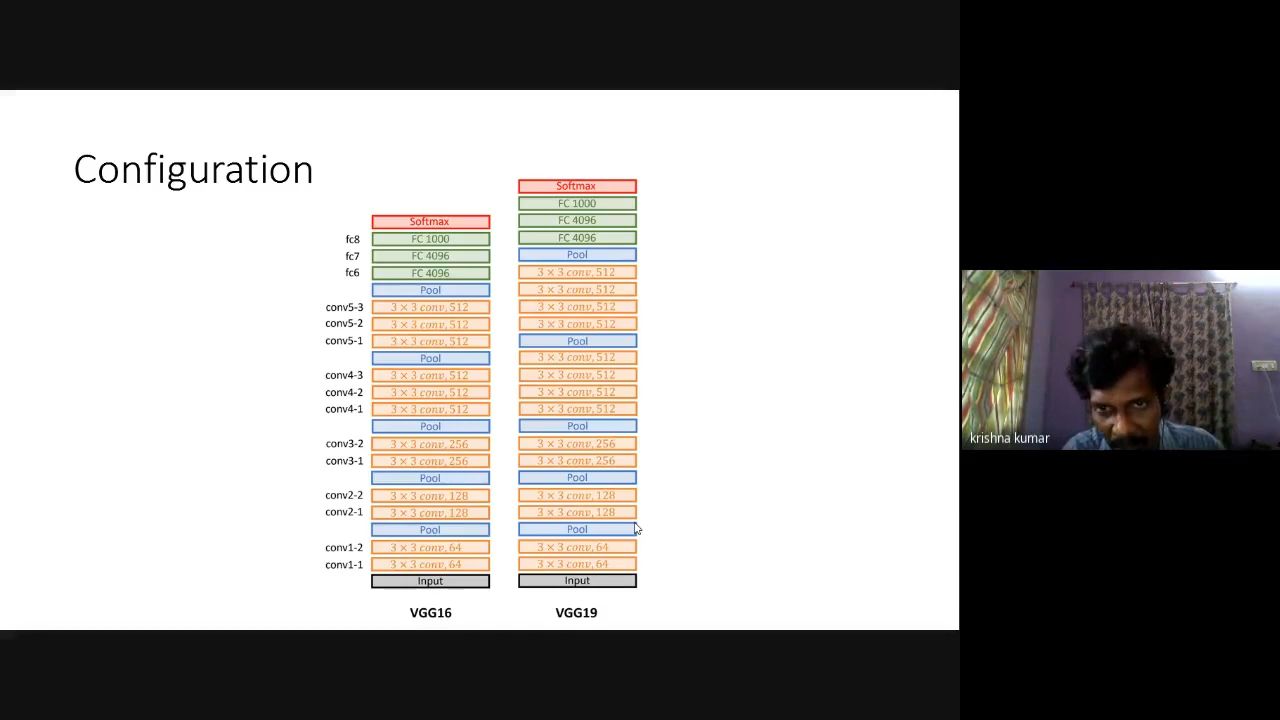 Configuration
Softmax
fc8 FC 1000
fc7 FC 4096
fc6 FC 4096
Pool
conv5-3 3 × 3 conv, 512
conv5-2 3 × 3 conv, 512
conv5-1 3 × 3 conv, 512
Pool
conv4-3 3 × 3 conv, 512
conv4-2 3 × 3 conv, 512
conv4-1 3 × 3 conv, 512
Pool
conv3-2 3 × 3 conv, 256
conv3-1 3 × 3 conv, 256
Pool
conv2-2 3 × 3 conv, 128
conv2-1 3 × 3 conv, 128
Pool
conv1-2 3 × 3 conv, 64
conv1-1 3 × 3 conv, 64
Input
VGG16
Softmax
FC 1000
FC 4096
FC 4096
Pool
3 × 3 conv, 512
3 × 3 conv, 512
3 × 3 conv, 512
3 × 3 conv, 512
Pool
3 × 3 conv, 512
3 × 3 conv, 512
3 × 3 conv, 512
3 × 3 conv, 512
Pool
3 × 3 conv, 256
3 × 3 conv, 256
Pool
3 × 3 conv, 128
3 × 3 conv, 128
Pool
3 × 3 conv, 64
3 × 3 conv, 64
Input
VGG19
krishna kumar